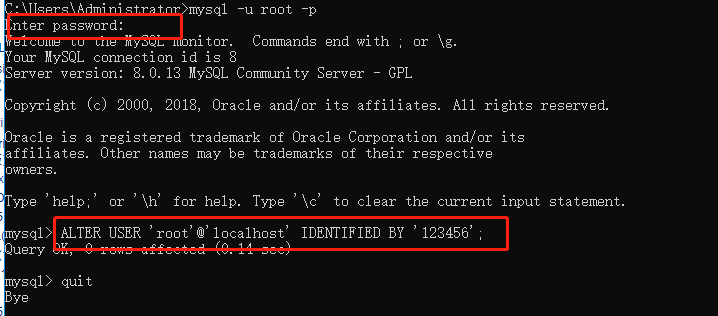 C:\Users\Administrator>mysql -u root -p
Enter password:
Welcome to the MySQL monitor.  Commands end with ; or \g.
Your MySQL connection id is 8
Server version: 8.0.13 MySQL Community Server - GPL
Copyright (c) 2000, 2018, Oracle and/or its affiliates. All rights reserved.
Oracle is a registered trademark of Oracle Corporation and/or its
affiliates. Other names may be trademarks of their respective
owners.
Type 'help;' or '\h' for help. Type '\c' to clear the current input statement.
mysql> ALTER USER 'root'@'localhost' IDENTIFIED BY '123456';
Query OK, 0 rows affected (0.14 sec)
mysql> quit
Bye